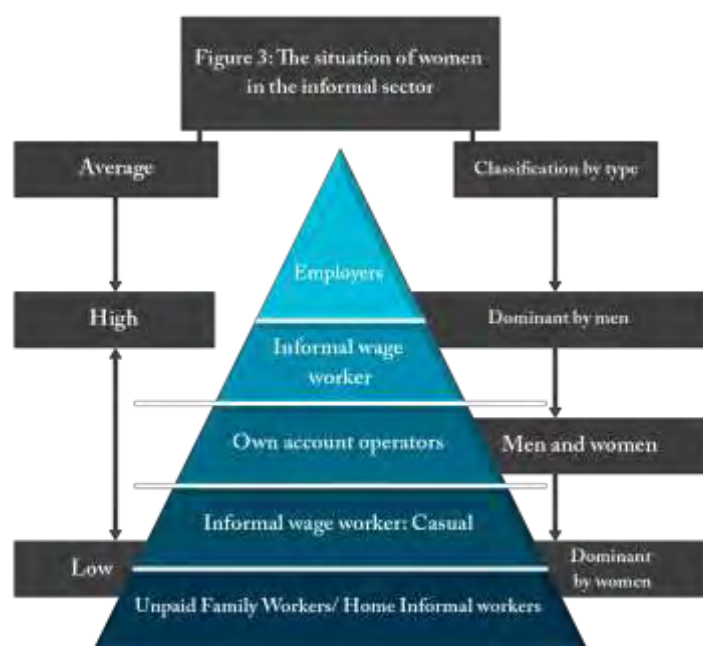 Figure 3: The situation of women
in the informal sector
Average
Classification by type
Employers
High
Dominant by men
Informal wage
worker
Own account operators
Men and women
Informal wage worker: Casual
Low
Dominant
by women
Unpaid Family Workers/ Home Informal workers